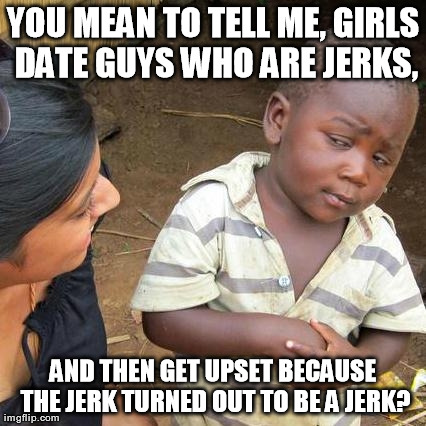 YOU MEAN TO TELL ME, GIRLS
DATE GUYS WHO ARE JERKS,
AND THEN GET UPSET BECAUSE
THE JERK TURNED OUT TO BE A JERK?
imgflip.com